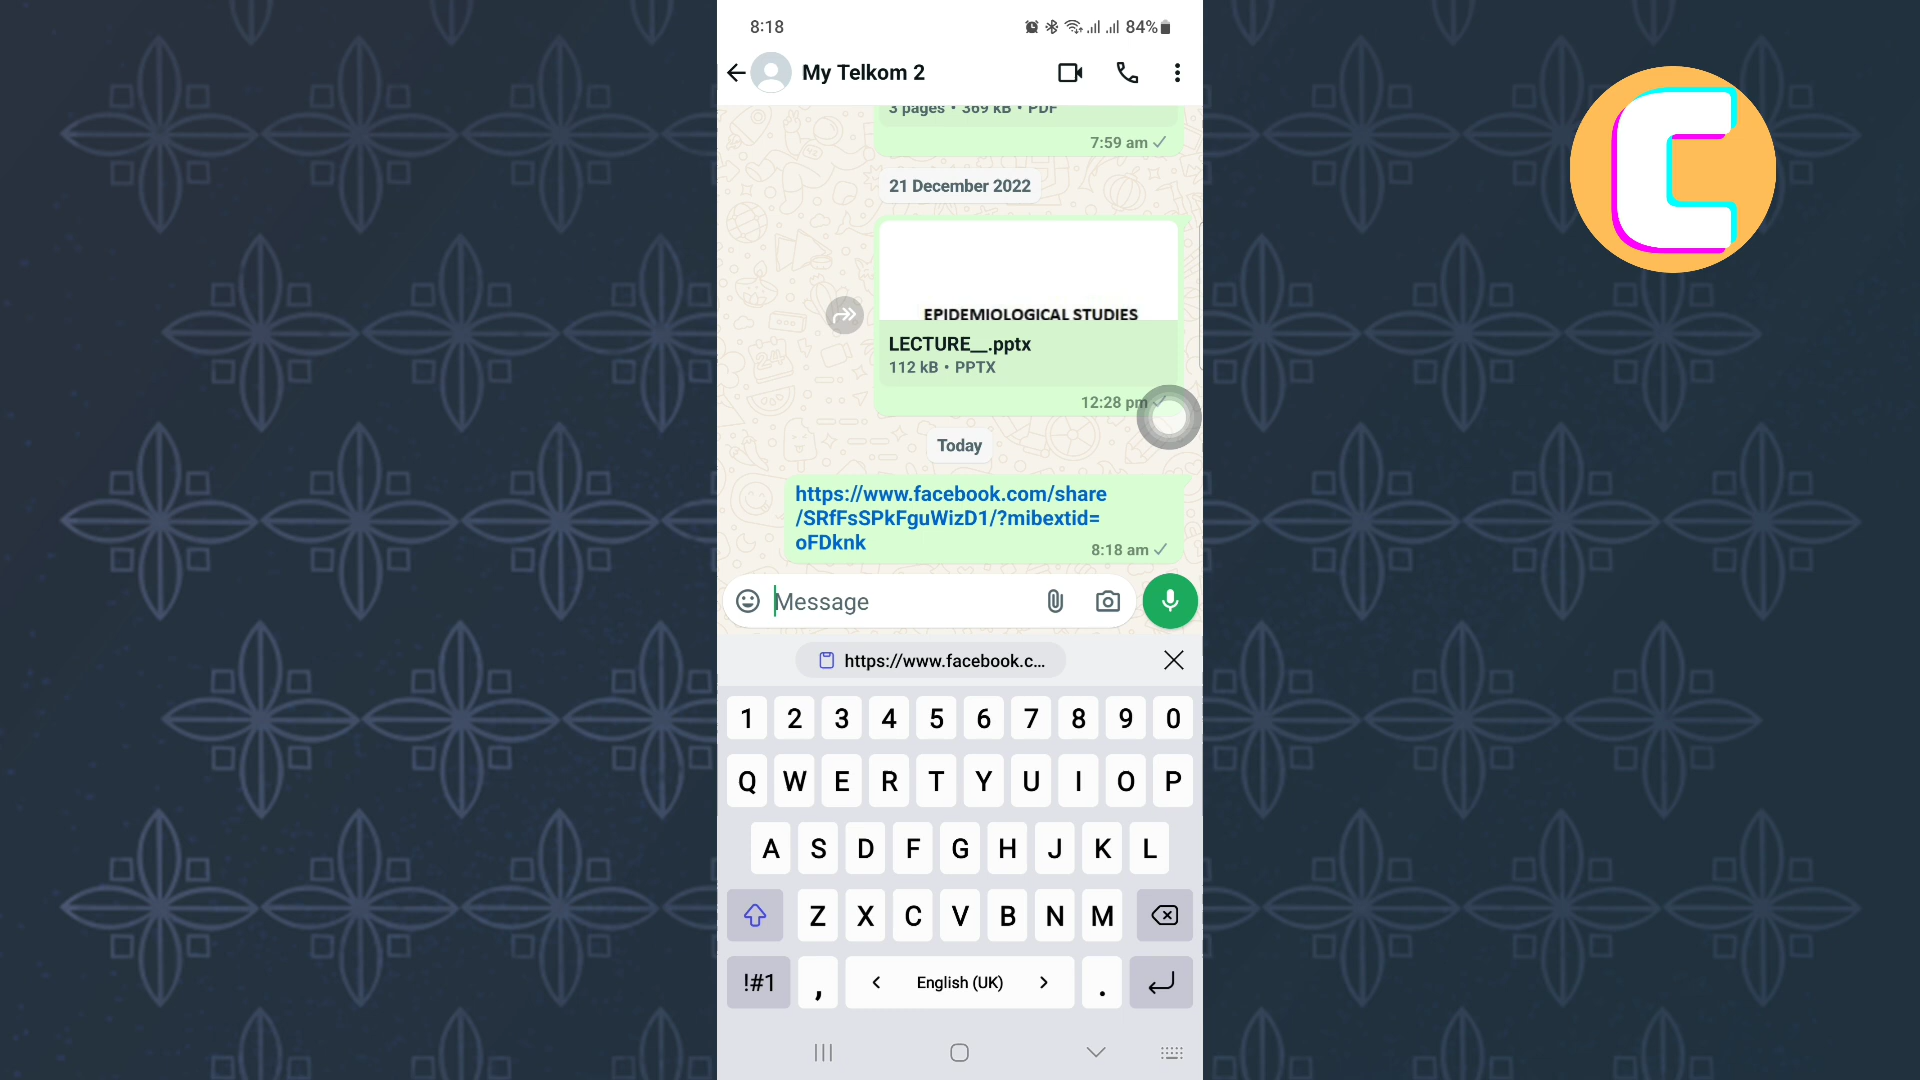 8:18
84%
My Telkom 2
3 pages • 369 kB • PDF
7:59 am
21 December 2022
EPIDEMIOLOGICAL STUDIES
LECTURE__.pptx
112 kB • PPTX
12:28 pm
Today
https://www.facebook.com/share
/SRfFsSPkFguWizD1/?mibextid=
oFDknk
8:18 am
Message
https://www.facebook.c...
1 2 3 4 5 6 7 8 9 0
Q W E R T Y U I O P
A S D F G H J K L
Z X C V B N M
!#1 , < English (UK) > .
C